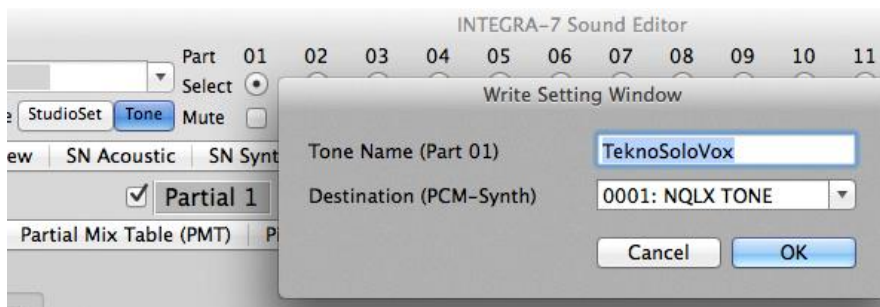 INTEGRA-7 Sound Editor
Part 01 02 03 04 05 06 07 08 09 10 11
Select
StudioSet Tone Mute
Write Setting Window
SN Acoustic SN Synt
Tone Name (Part 01) TeknoSoloVox
Partial 1
Destination (PCM-Synth) 0001: NQLX TONE
Partial Mix Table (PMT)
Cancel OK